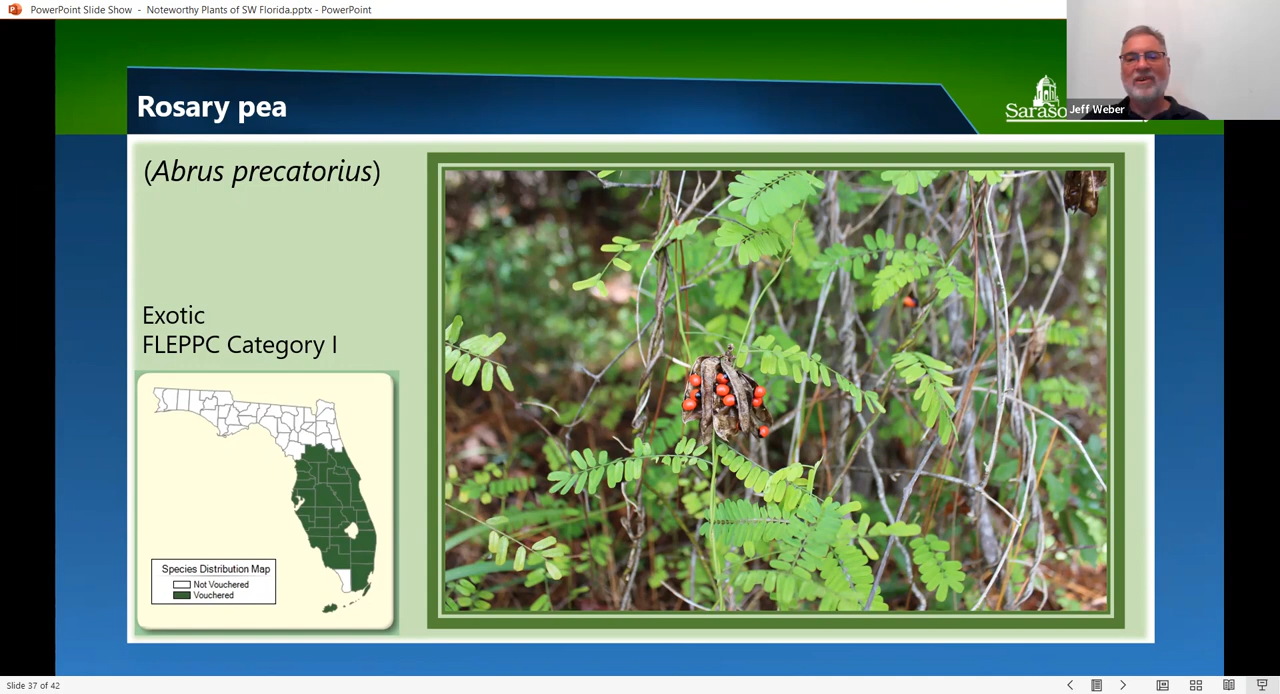 PowerPoint Slide Show - Noteworthy Plants of SW Florida.pptx - PowerPoint
Rosary pea
Saraso
Jeff Weber
(Abrus precatorius)
Exotic
FLEPPC Category I
Species Distribution Map
Not Vouchered
Vouchered
Slide 37 of 42